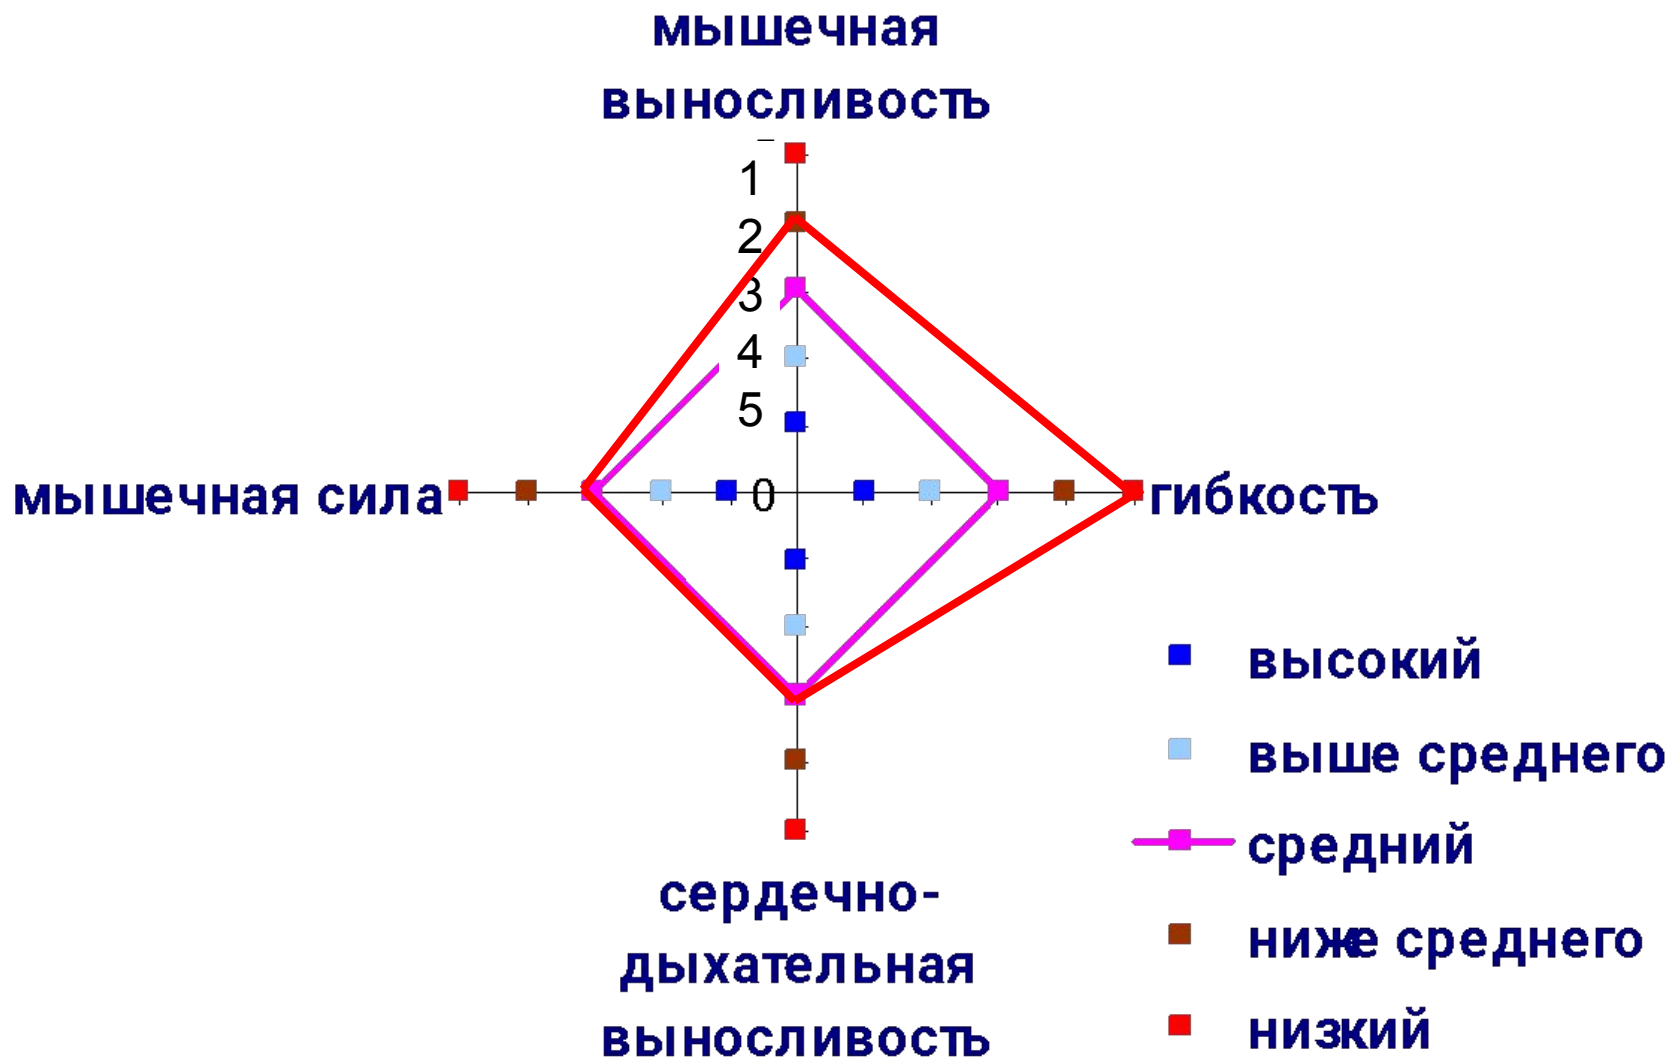 мышечная
выносливость
1
2
3
4
5
мышечная сила
0
гибкость
высокий
выше среднего
средний
сердечно-
ниже среднего
дыхательная
низкий
выносливость